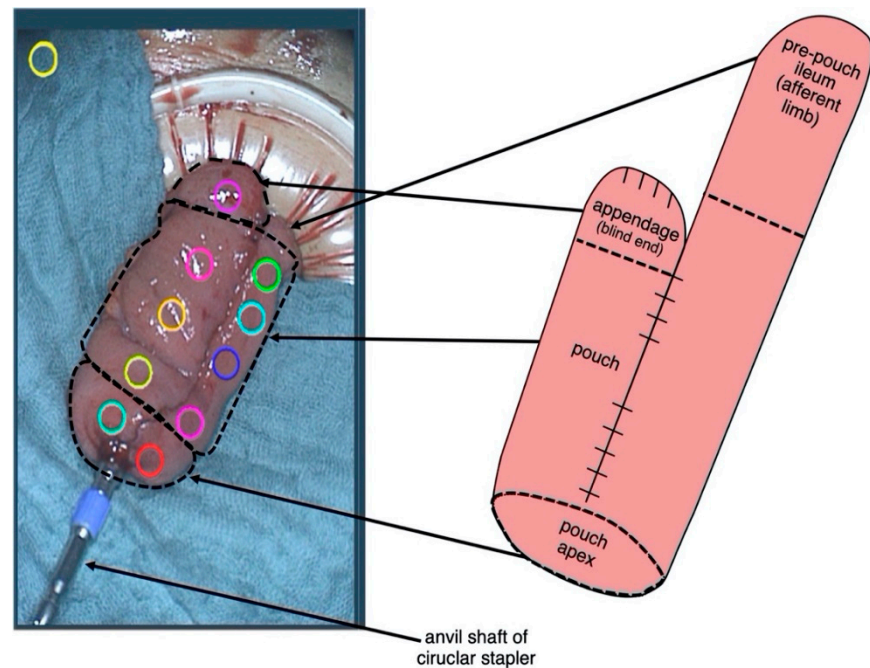 pre-pouch
ileum
(afferent
limb)
appendage
(blind end)
pouch
pouch
apex
anvil shaft of
ciruclar stapler